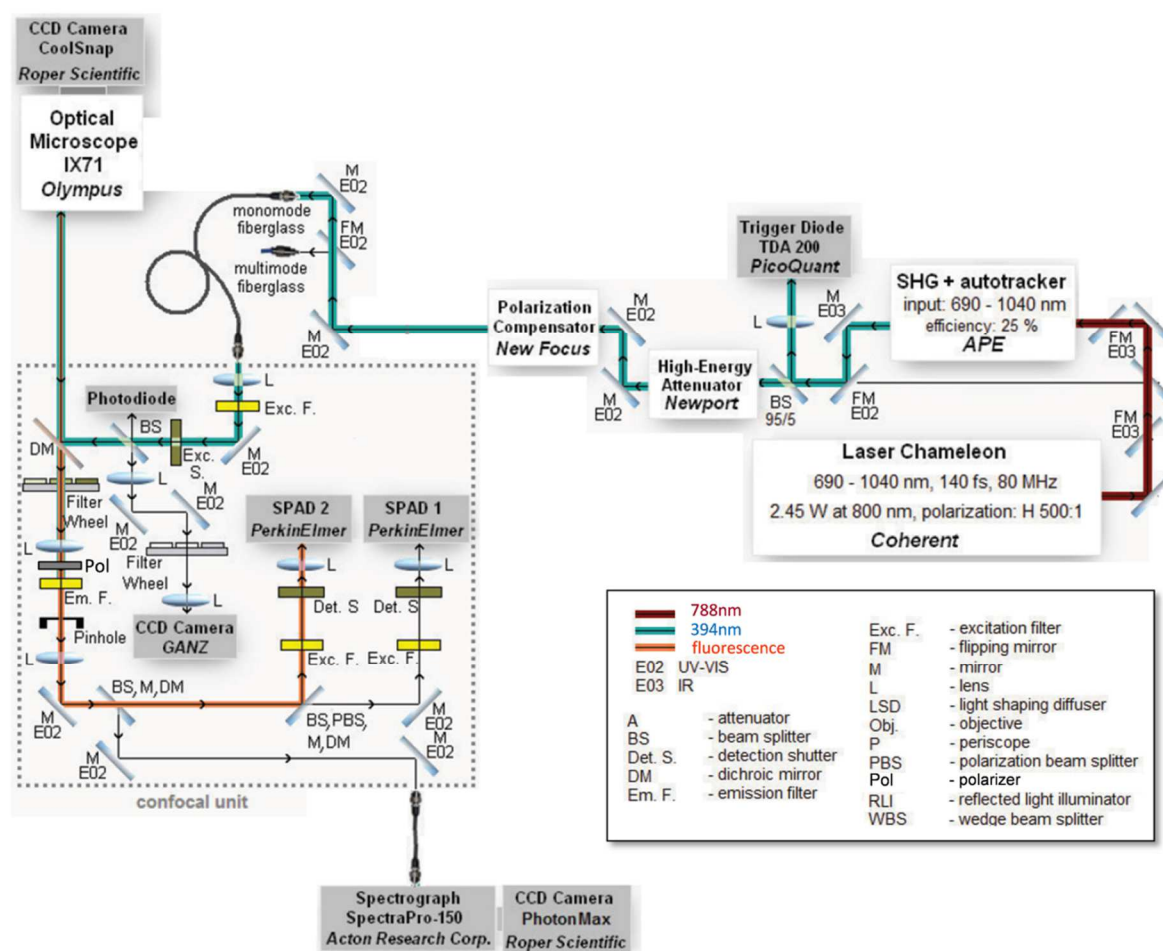 CCD Camera
CoolSnap
Roper Scientific
Optical
Microscope
IX71
Olympus
monomode
fiberglass
multimode
fiberglass
M
E02
FM
E02
M
E02
Polarization
Compensator
New Focus
M
E02
M
E02
High-Energy
Attenuator
Newport
Trigger Diode
TDA 200
PicoQuant
L
BS
95/5
M
E03
FM
E02
SHG + autotracker
input: 690 - 1040 nm
efficiency: 25 %
APE
FM
E03
FM
E03
Laser Chameleon
690 - 1040 nm, 140 fs, 80 MHz
2.45 W at 800 nm, polarization: H 500:1
Coherent
L
Exc. F.
M
E02
Exc.
S.
BS
Photodiode
DM
L
M
E02
M
E02
Filter
Wheel
L
CCD Camera
GANZ
Filter
Wheel
L
Pol
Em. F.
Pinhole
L
M
E02
BS, M, DM
SPAD 2
PerkinElmer
L
Det. S
Exc. F.
SPAD 1
PerkinElmer
L
Det. S
Exc. F.
BS, PBS,
M, DM
M
E02
M
E02
M
E02
confocal unit
Spectrograph
SpectraPro-150
Acton Research Corp.
CCD Camera
PhotonMax
Roper Scientific
788nm
394nm
fluorescence
E02 UV-VIS
E03 IR
A - attenuator
BS - beam splitter
Det. S. - detection shutter
DM - dichroic mirror
Em. F. - emission filter
Exc. F. - excitation filter
FM - flipping mirror
M - mirror
L - lens
LSD - light shaping diffuser
Obj. - objective
P - periscope
PBS - polarization beam splitter
Pol - polarizer
RLI - reflected light illuminator
WBS - wedge beam splitter